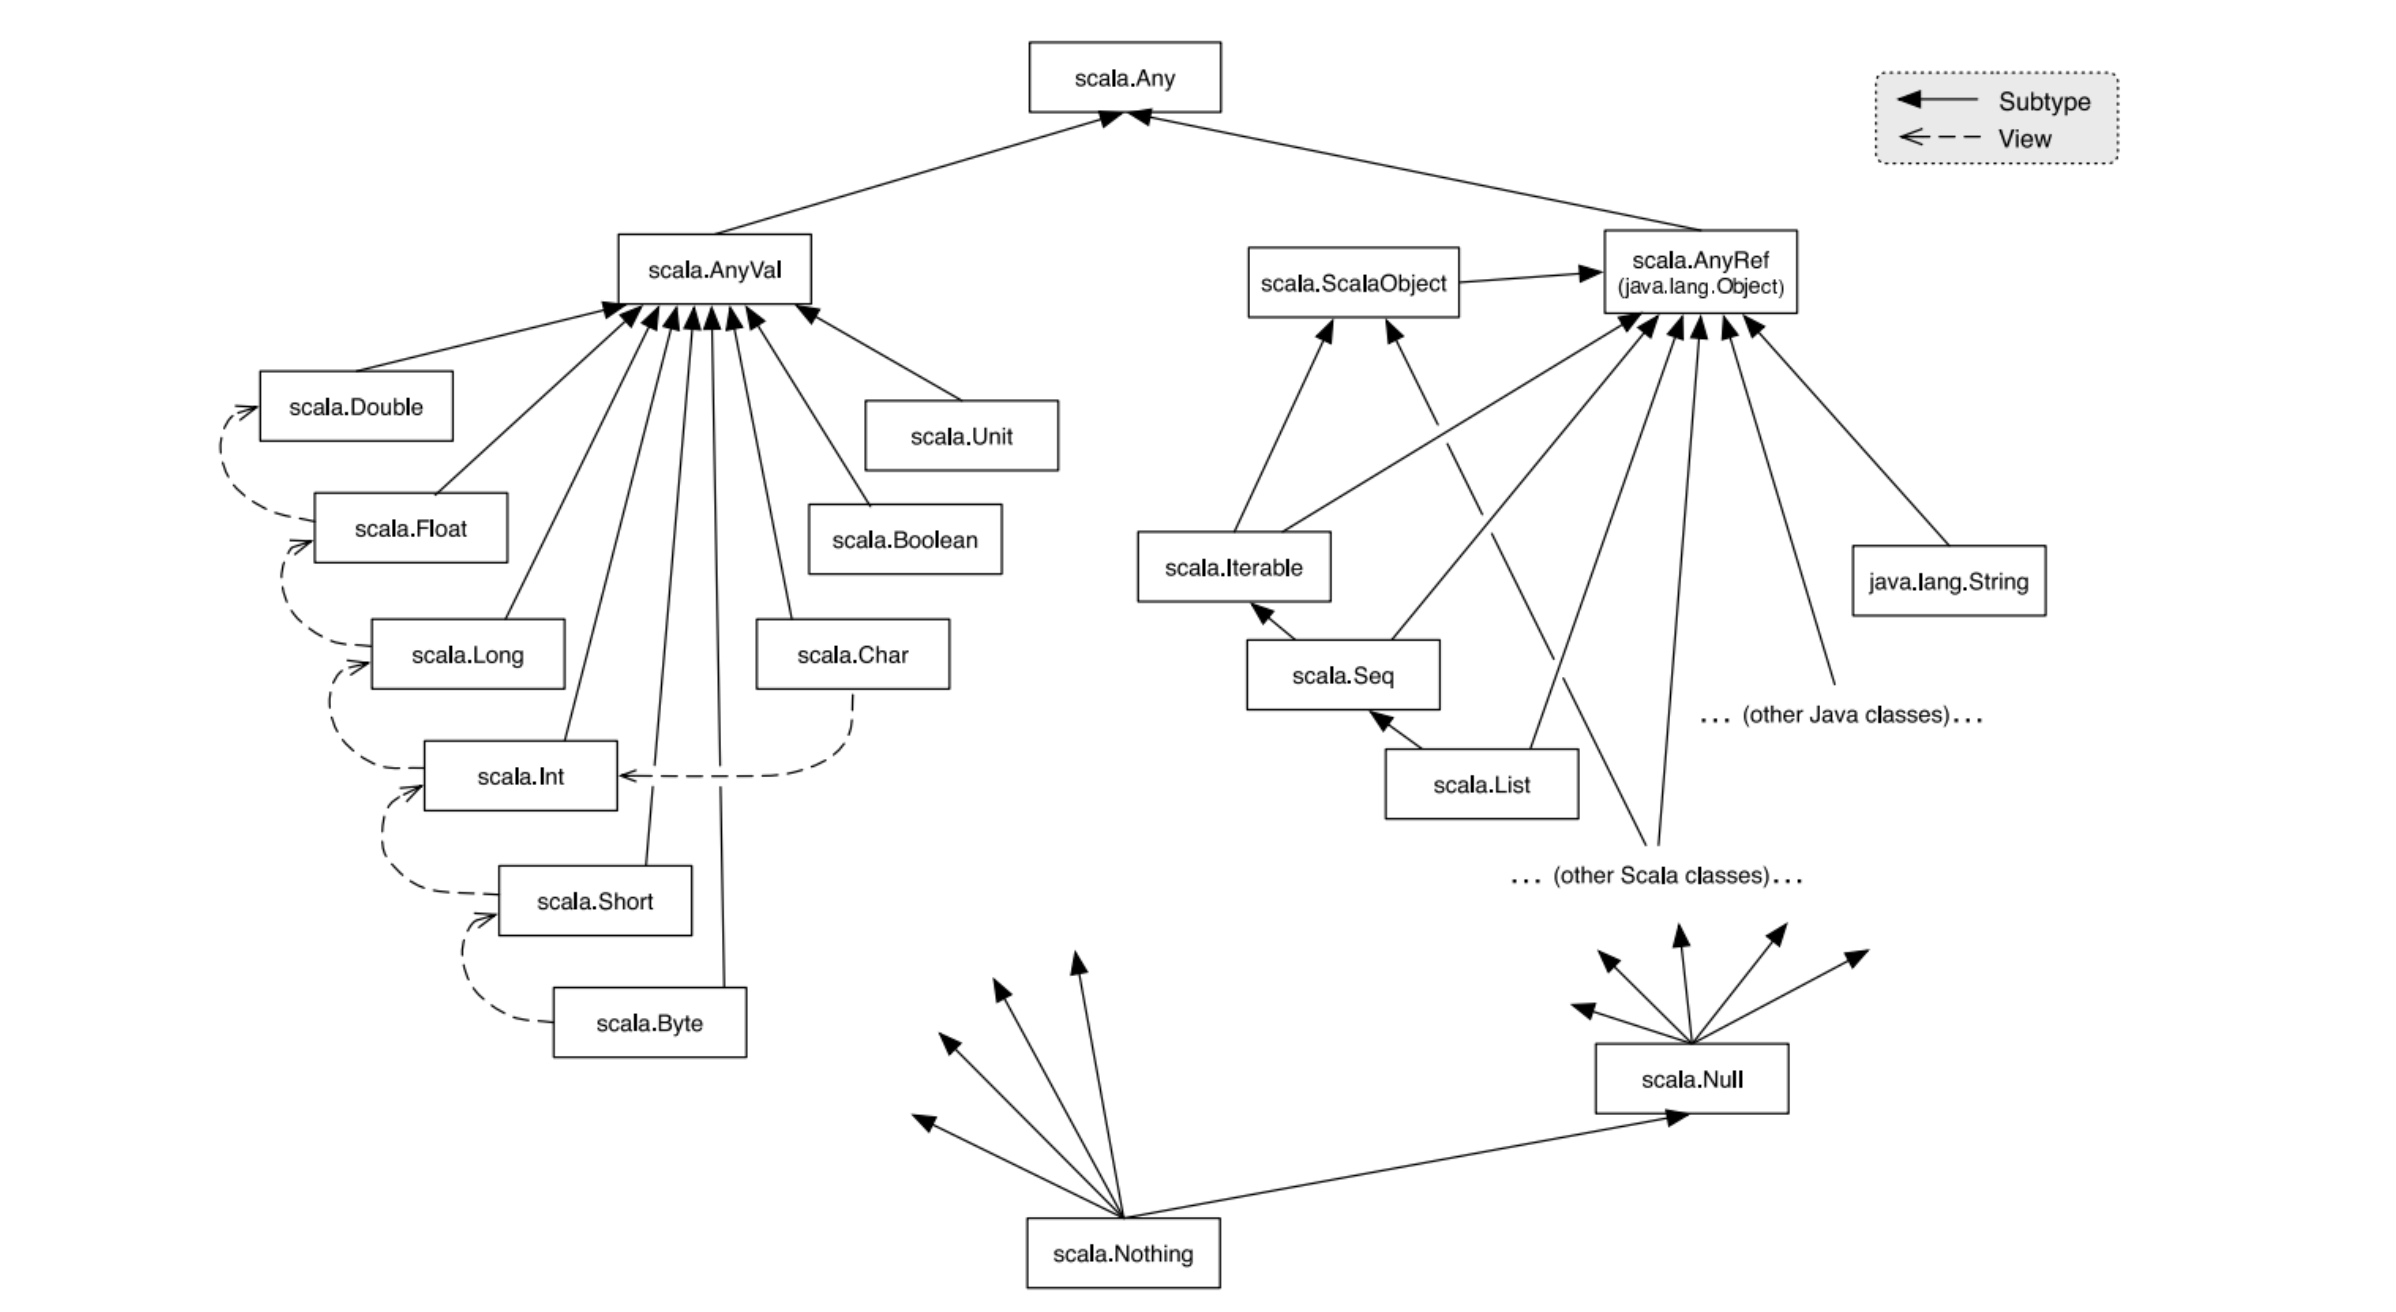 scala.Any
Subtype
View
scala.AnyVal
scala.ScalaObject
scala.AnyRef
(java.lang.Object)
scala.Double
scala.Unit
scala.Float
scala.Boolean
scala.Iterable
java.lang.String
scala.Long
scala.Char
scala.Seq
... (other Java classes)...
scala.Int
scala.List
... (other Scala classes)...
scala.Short
scala.Byte
scala.Null
scala.Nothing